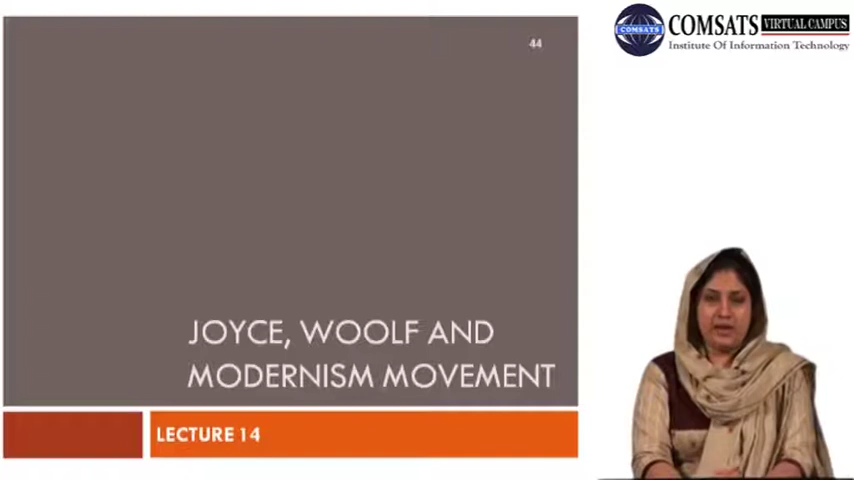 44
COMSATS VIRTUAL CAMPUS
COMSATS
Institute Of Information Technology
JOYCE, WOOLF AND
MODERNISM MOVEMENT
LECTURE 14